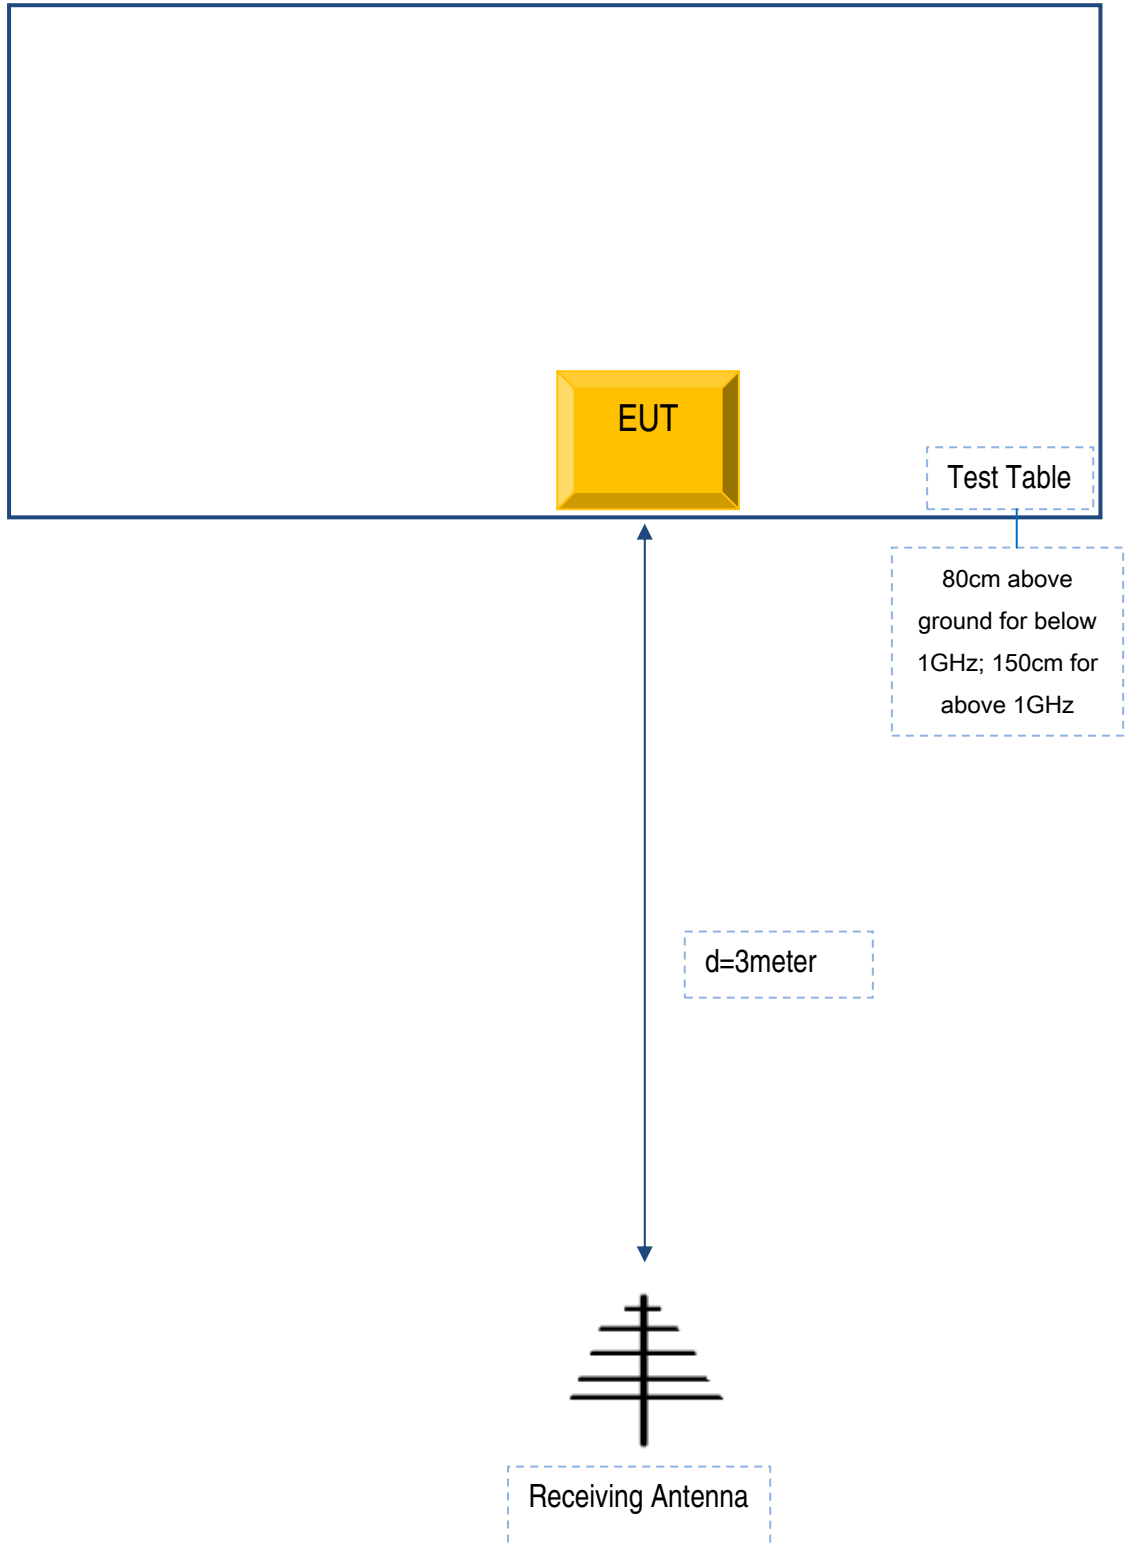 EUT
Test Table
80cm above
ground for below
1GHz; 150cm for
above 1GHz
d=3meter
Receiving Antenna